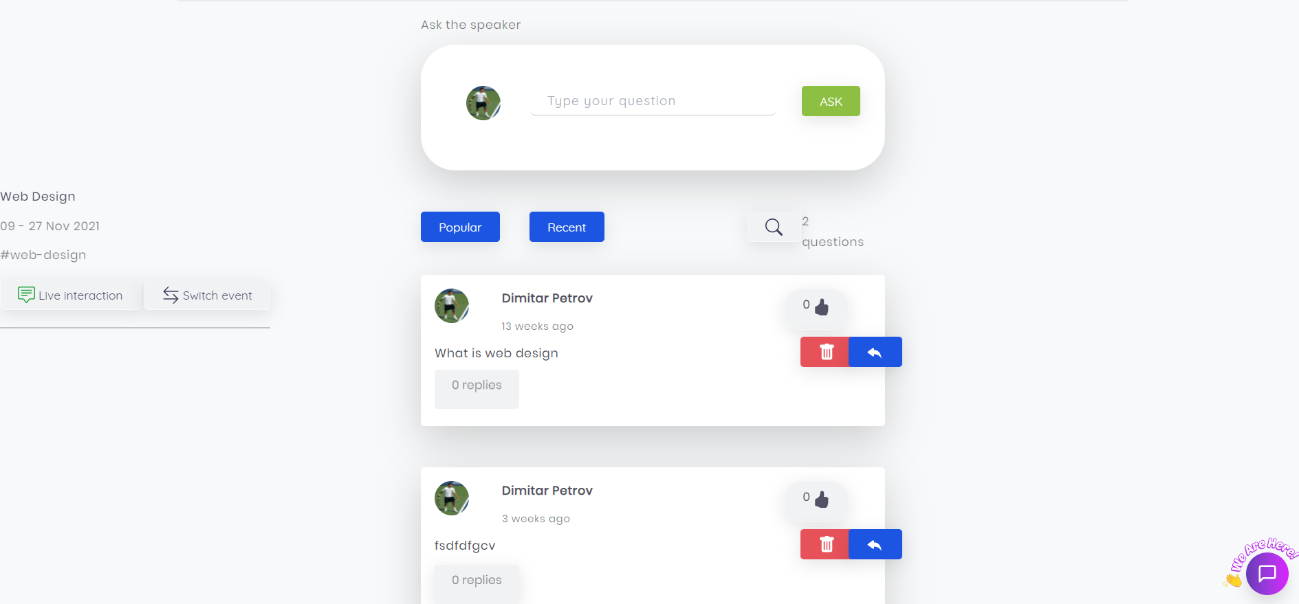 Ask the speaker
Type your question
ASK
Web Design
09 - 27 Nov 2021
#web-design
Live interaction
Switch event
Popular
Recent
2
questions
Dimitar Petrov
0
13 weeks ago
What is web design
0 replies
Dimitar Petrov
0
3 weeks ago
fsdfdfgcv
0 replies
We Are Here!